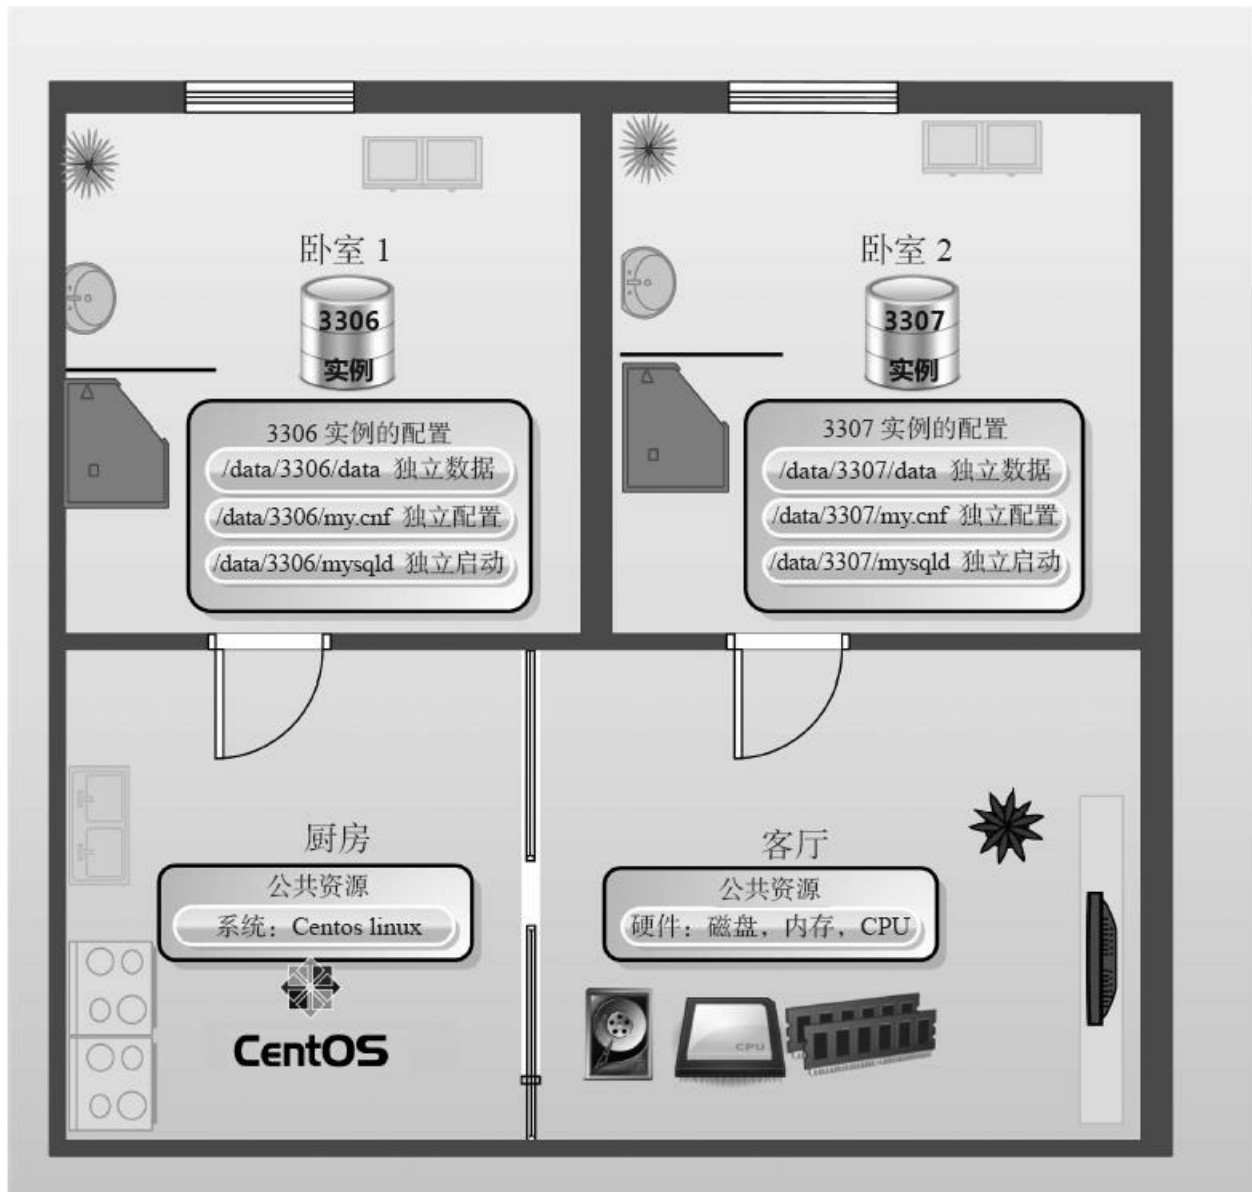 卧室 1
3306
实例
3306 实例的配置
/data/3306/data 独立数据
/data/3306/my.cnf 独立配置
/data/3306/mysqld 独立启动
卧室 2
3307
实例
3307 实例的配置
/data/3307/data 独立数据
/data/3307/my.cnf 独立配置
/data/3307/mysqld 独立启动
厨房
公共资源
系统：Centos linux
CentOS
客厅
公共资源
硬件：磁盘，内存，CPU
CPU